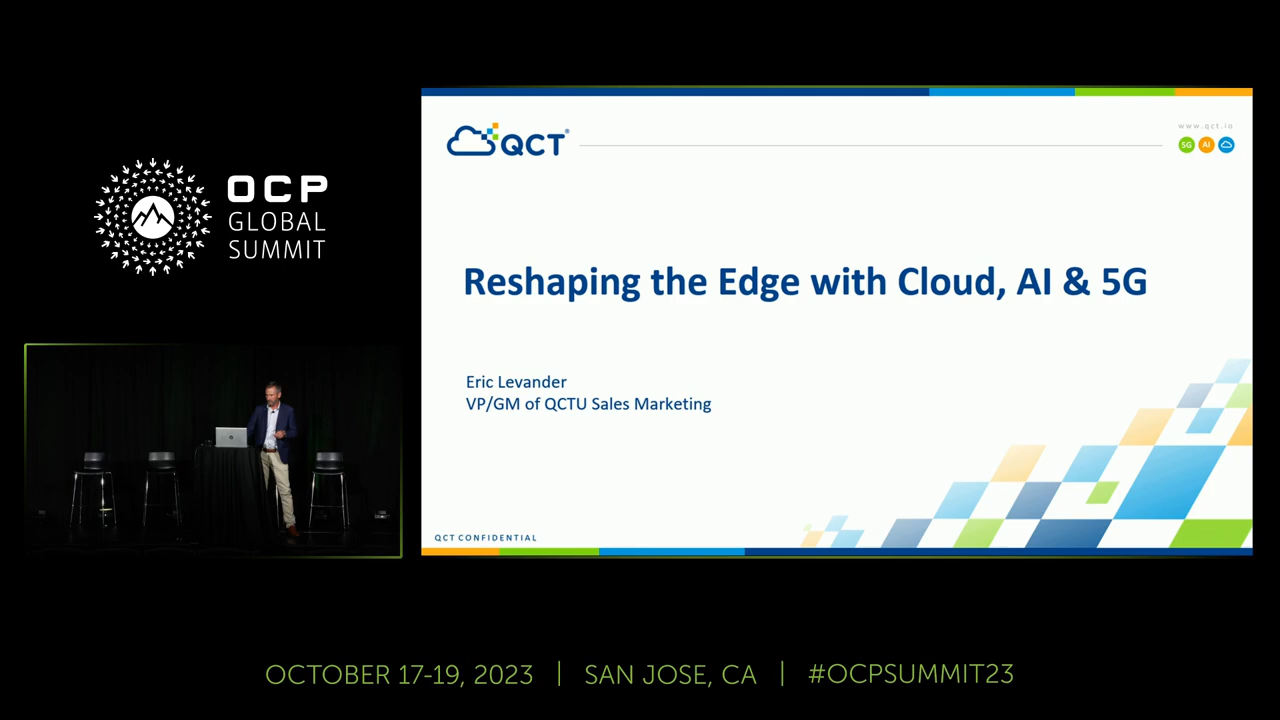 OCP
GLOBAL
SUMMIT
QCT®
www.qct.io
5G AI
Reshaping the Edge with Cloud, AI & 5G
Eric Levander
VP/GM of QCTU Sales Marketing
QCT CONFIDENTIAL
OCTOBER 17-19, 2023 | SAN JOSE, CA | #OCPSUMMIT23